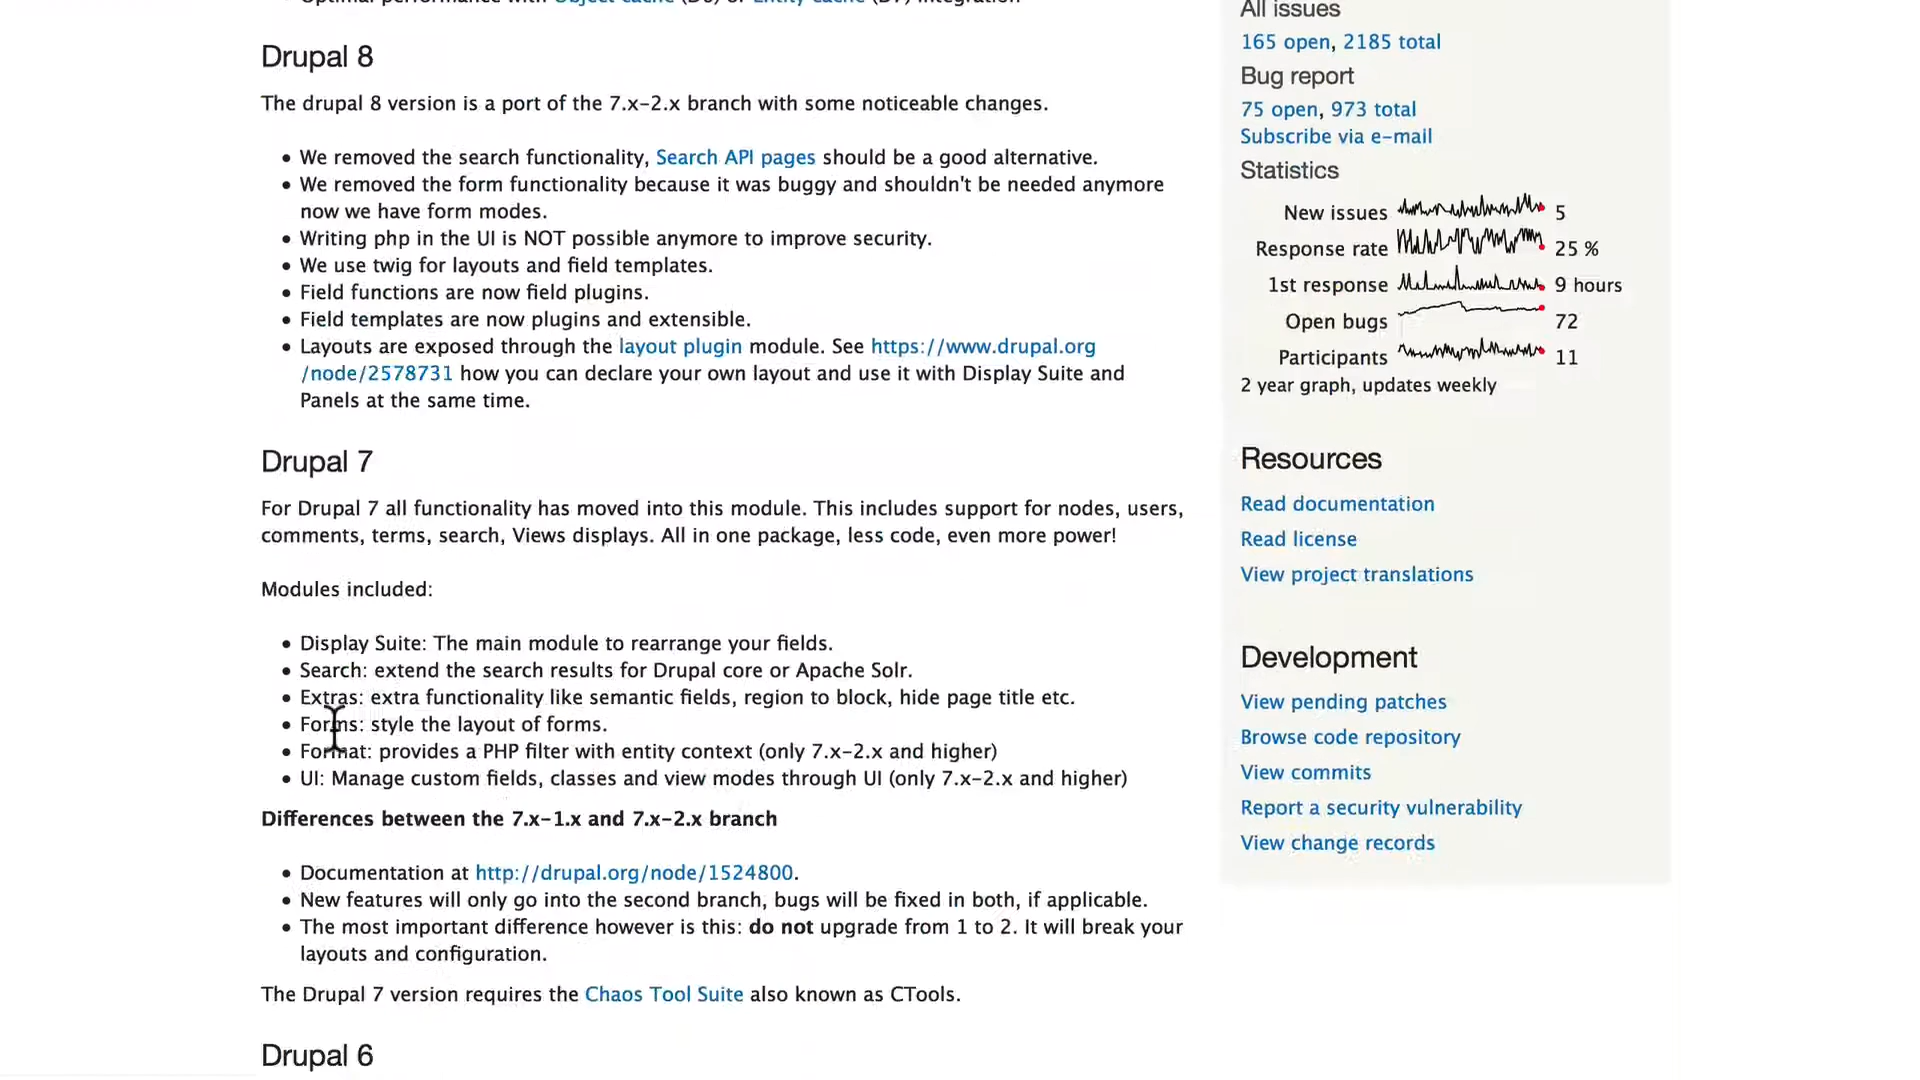 Optimal performance with Object cache (D6) or Entity cache (D7) integration
Drupal 8
The drupal 8 version is a port of the 7.x-2.x branch with some noticeable changes.
• We removed the search functionality, Search API pages should be a good alternative.
• We removed the form functionality because it was buggy and shouldn't be needed anymore
now we have form modes.
• Writing php in the UI is NOT possible anymore to improve security.
• We use twig for layouts and field templates.
• Field functions are now field plugins.
• Field templates are now plugins and extensible.
• Layouts are exposed through the layout plugin module. See https://www.drupal.org
/node/2578731 how you can declare your own layout and use it with Display Suite and
Panels at the same time.
Drupal 7
For Drupal 7 all functionality has moved into this module. This includes support for nodes, users,
comments, terms, search, Views displays. All in one package, less code, even more power!
Modules included:
• Display Suite: The main module to rearrange your fields.
• Search: extend the search results for Drupal core or Apache Solr.
• Extras: extra functionality like semantic fields, region to block, hide page title etc.
• Forms: style the layout of forms.
• Format: provides a PHP filter with entity context (only 7.x-2.x and higher)
• UI: Manage custom fields, classes and view modes through UI (only 7.x-2.x and higher)
Differences between the 7.x-1.x and 7.x-2.x branch
• Documentation at http://drupal.org/node/1524800.
• New features will only go into the second branch, bugs will be fixed in both, if applicable.
• The most important difference however is this: do not upgrade from 1 to 2. It will break your
layouts and configuration.
The Drupal 7 version requires the Chaos Tool Suite also known as CTools.
Drupal 6
All issues
165 open, 2185 total
Bug report
75 open, 973 total
Subscribe via e-mail
Statistics
New issues 5
Response rate 25 %
1st response 9 hours
Open bugs 72
Participants 11
2 year graph, updates weekly
Resources
Read documentation
Read license
View project translations
Development
View pending patches
Browse code repository
View commits
Report a security vulnerability
View change records